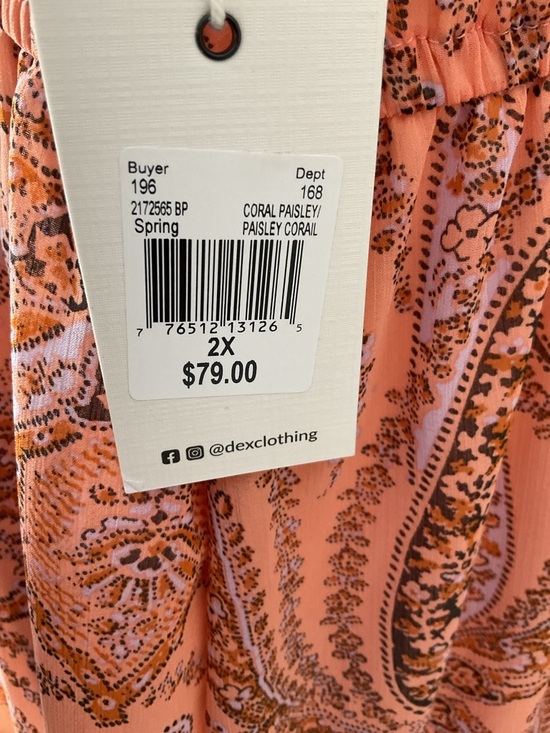 Buyer
196
2172565 BP
Spring
Dept
168
CORAL PAISLEY/
PAISLEY CORAIL
7 76512 13126 5
2X
$79.00
@dexclothing